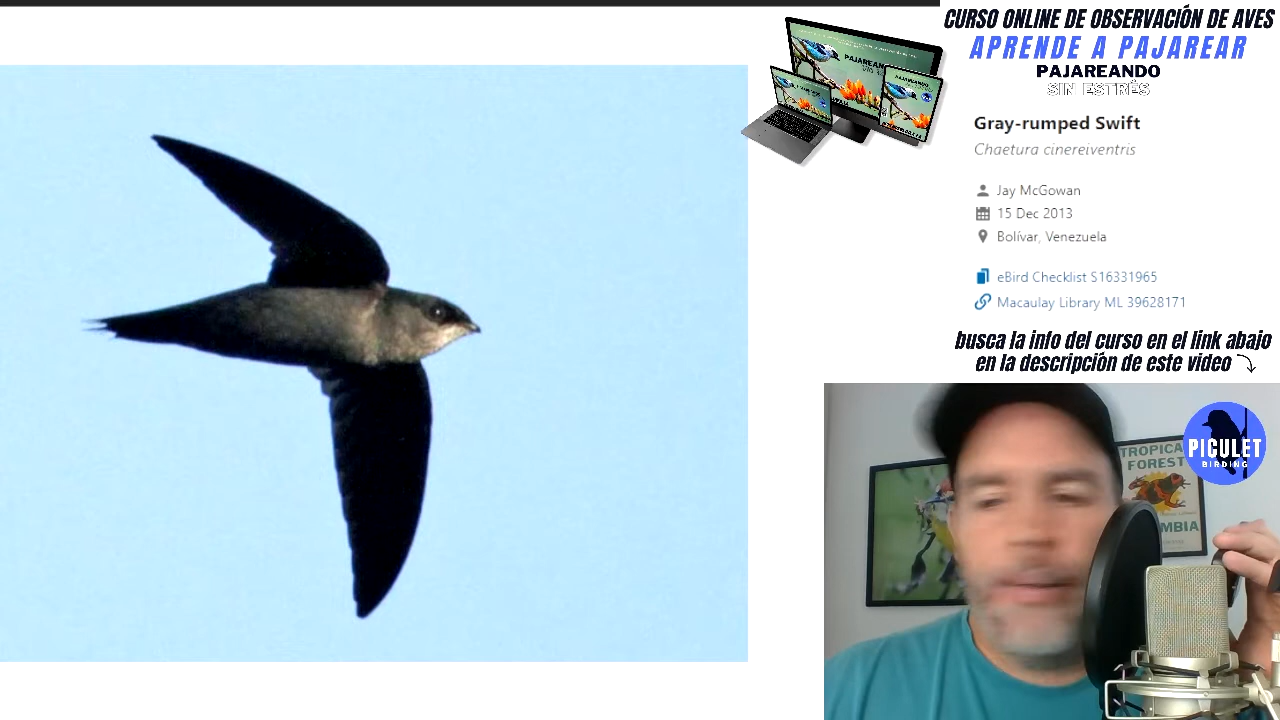 CURSO ONLINE DE OBSERVACIÓN DE AVES
APRENDE A PAJAREAR
PAJAREANDO
SIN ESTRÉS
Gray-rumped Swift
Chaetura cinereiventris
Jay McGowan
15 Dec 2013
Bolívar, Venezuela
eBird Checklist S16331965
Macaulay Library ML 39628171
busca la info del curso en el link abajo
en la descripción de este video
PICULET
BIRDING
TROPICA
FOREST
MBIA